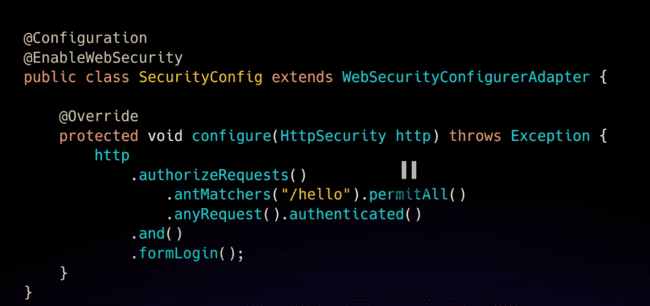 @Configuration
@EnableWebSecurity
public class SecurityConfig extends WebSecurityConfigurerAdapter {
@Override
protected void configure(HttpSecurity http) throws Exception {
http
.authorizeRequests()
.antMatchers("/hello").permitAll()
.anyRequest().authenticated()
.and()
.formLogin();
}
}